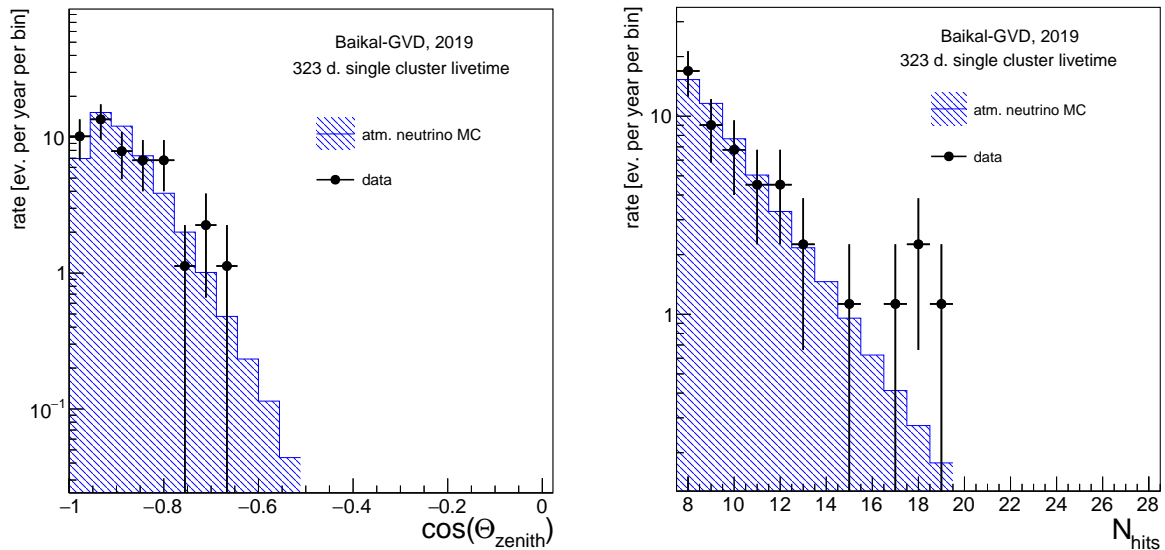 rate [ev. per year per bin]
10
1
10⁻¹
Baikal-GVD, 2019
323 d. single cluster livetime
atm. neutrino MC
data
−1 −0.8 −0.6 −0.4 −0.2 0
cos(Θzenith)
rate [ev. per year per bin]
10
1
Baikal-GVD, 2019
323 d. single cluster livetime
atm. neutrino MC
data
8 10 12 14 16 18 20 22 24 26 28
Nhits